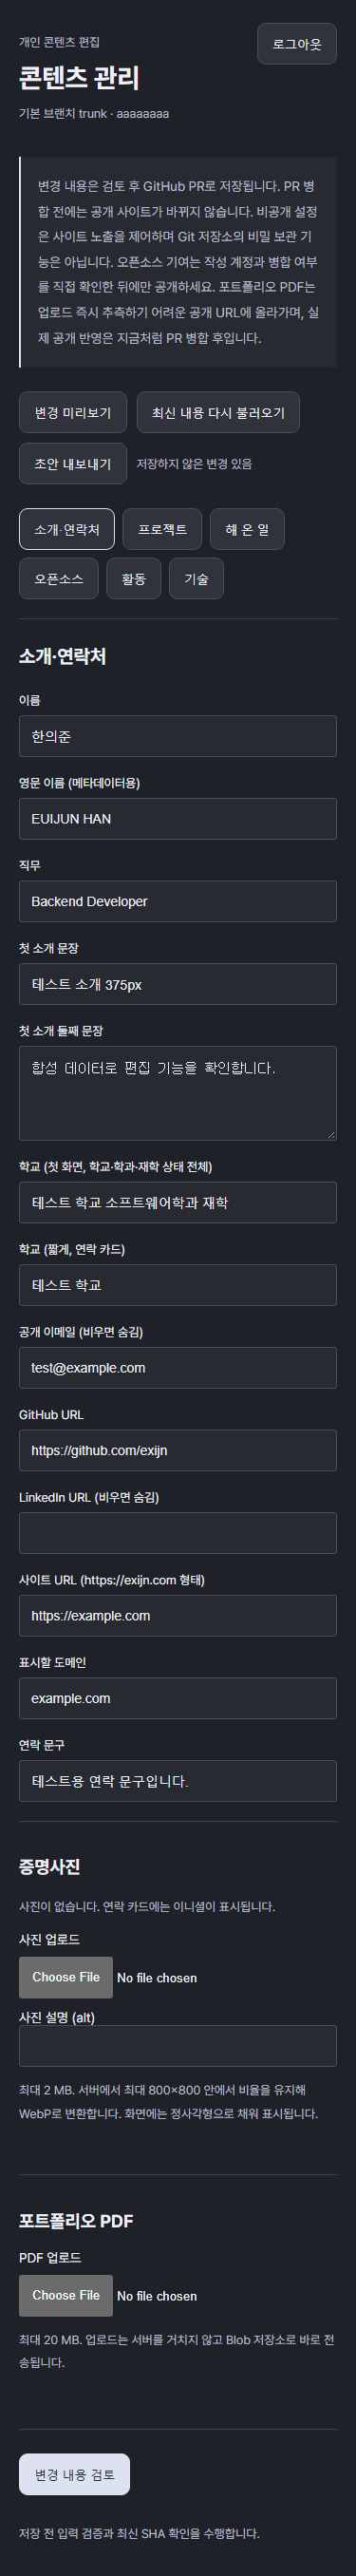 개인 콘텐츠 편집
로그아웃
콘텐츠 관리
기본 브랜치 trunk · aaaaaaaa
변경 내용은 검토 후 GitHub PR로 저장됩니다. PR 병
합 전에는 공개 사이트가 바뀌지 않습니다. 비공개 설정
은 사이트 노출을 제어하며 Git 저장소의 비밀 보관 기
능은 아닙니다. 오픈소스 기여는 작성 계정과 병합 여부
를 직접 확인한 뒤에만 공개하세요. 포트폴리오 PDF는
업로드 즉시 추측하기 어려운 공개 URL에 올라가며, 실
제 공개 반영은 지금처럼 PR 병합 후입니다.
변경 미리보기
최신 내용 다시 불러오기
초안 내보내기
저장하지 않은 변경 있음
소개·연락처
프로젝트
해 온 일
오픈소스
활동
기술
소개·연락처
이름
한의준
영문 이름 (메타데이터용)
EUIJUN HAN
직무
Backend Developer
첫 소개 문장
테스트 소개 375px
첫 소개 둘째 문장
합성 데이터로 편집 기능을 확인합니다.
학교 (첫 화면, 학교·학과·재학 상태 전체)
테스트 학교 소프트웨어학과 재학
학교 (짧게, 연락 카드)
테스트 학교
공개 이메일 (비우면 숨김)
test@example.com
GitHub URL
https://github.com/exijn
LinkedIn URL (비우면 숨김)
사이트 URL (https://exijn.com 형태)
https://example.com
표시할 도메인
example.com
연락 문구
테스트용 연락 문구입니다.
증명사진
사진이 없습니다. 연락 카드에는 이니셜이 표시됩니다.
사진 업로드
Choose File No file chosen
사진 설명 (alt)
최대 2 MB. 서버에서 최대 800×800 안에서 비율을 유지해
WebP로 변환합니다. 화면에는 정사각형으로 채워 표시됩니다.
포트폴리오 PDF
PDF 업로드
Choose File No file chosen
최대 20 MB. 업로드는 서버를 거치지 않고 Blob 저장소로 바로 전
송됩니다.
변경 내용 검토
저장 전 입력 검증과 최신 SHA 확인을 수행합니다.